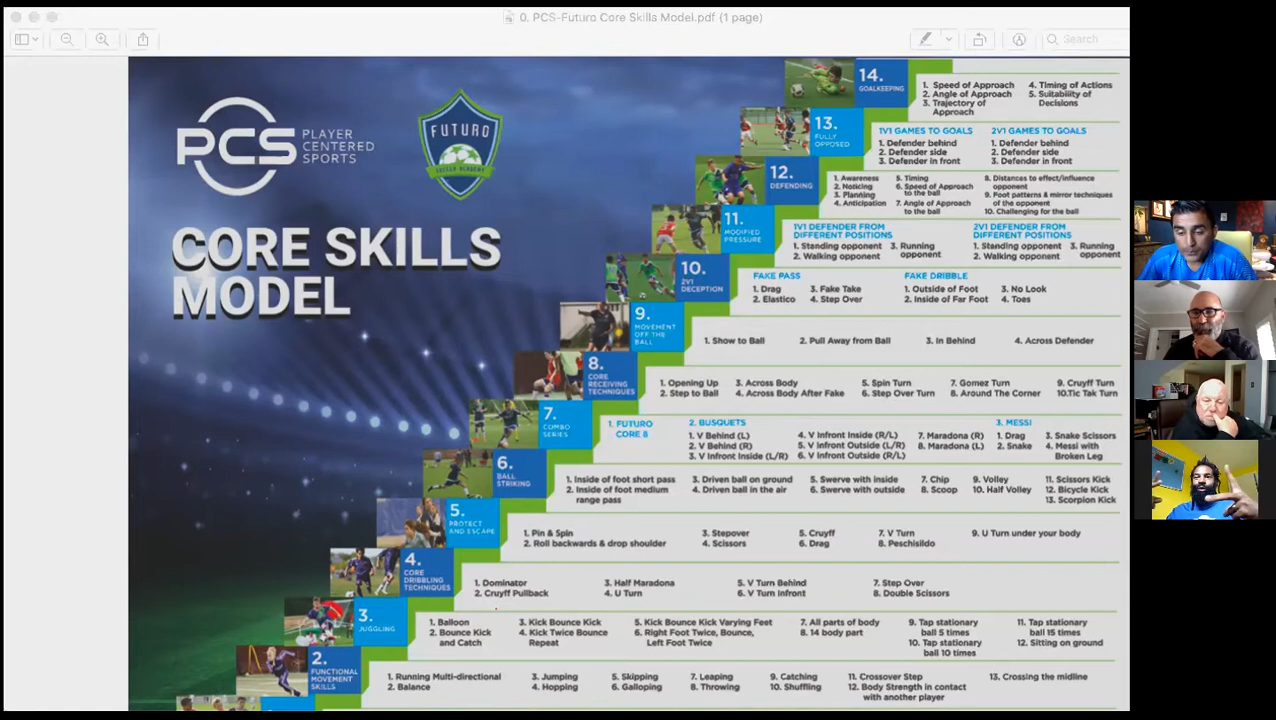 0. PCS-Futuro Core Skills Model.pdf (1 page)
Search
PCS PLAYER CENTERED SPORTS
FUTURO
SOCCER ACADEMY
CORE SKILLS
MODEL
14.
GOALKEEPING
1. Speed of Approach
2. Angle of Approach
3. Trajectory of
Approach
4. Timing of Actions
5. Suitability of
Decisions
13.
FULLY
OPPOSED
1V1 GAMES TO GOALS
1. Defender behind
2. Defender side
3. Defender in front
2V1 GAMES TO GOALS
1. Defender behind
2. Defender side
3. Defender in front
12.
DEFENDING
1. Awareness
2. Noticing
3. Planning
4. Anticipation
5. Timing
6. Speed of Approach
to the ball
7. Angle of Approach
to the ball
8. Distances to effect/influence
opponent
9. Foot patterns & mirror techniques
of the opponent
10. Challenging for the ball
11.
MODIFIED
PRESSURE
1V1 DEFENDER FROM
DIFFERENT POSITIONS
1. Standing opponent
2. Walking opponent
3. Running
opponent
2V1 DEFENDER FROM
DIFFERENT POSITIONS
1. Standing opponent
2. Walking opponent
3. Running
opponent
10.
2V1
DECEPTION
FAKE PASS
1. Drag
2. Elastico
3. Fake Take
4. Step Over
FAKE DRIBBLE
1. Outside of Foot
2. Inside of Far Foot
3. No Look
4. Toes
9.
MOVEMENT
OFF THE
BALL
1. Show to Ball
2. Pull Away from Ball
3. In Behind
4. Across Defender
8.
CORE
RECEIVING
TECHNIQUES
1. Opening Up
2. Step to Ball
3. Across Body
4. Across Body After Fake
5. Spin Turn
6. Step Over Turn
7. Gomez Turn
8. Around The Corner
9. Cruyff Turn
10.Tic Tak Turn
7.
COMBO
SERIES
1. FUTURO
CORE 8
2. BUSQUETS
1. V Behind (L)
2. V Behind (R)
3. V Infront Inside (L/R)
4. V Infront Inside (R/L)
5. V Infront Outside (L/R)
6. V Infront Outside (R/L)
7. Maradona (R)
8. Maradona (L)
3. MESSI
1. Drag
2. Snake
3. Snake Scissors
4. Messi with
Broken Leg
6.
BALL
STRIKING
1. Inside of foot short pass
2. Inside of foot medium
range pass
3. Driven ball on ground
4. Driven ball in the air
5. Swerve with inside
6. Swerve with outside
7. Chip
8. Scoop
9. Volley
10. Half Volley
11. Scissors Kick
12. Bicycle Kick
13. Scorpion Kick
5.
PROTECT
AND ESCAPE
1. Pin & Spin
2. Roll backwards & drop shoulder
3. Stepover
4. Scissors
5. Cruyff
6. Drag
7. V Turn
8. Peschisildo
9. U Turn under your body
4.
CORE
DRIBBLING
TECHNIQUES
1. Dominator
2. Cruyff Pullback
3. Half Maradona
4. U Turn
5. V Turn Behind
6. V Turn Infront
7. Step Over
8. Double Scissors
3.
JUGGLING
1. Balloon
2. Bounce Kick
and Catch
3. Kick Bounce Kick
4. Kick Twice Bounce
Repeat
5. Kick Bounce Kick Varying Feet
6. Right Foot Twice, Bounce,
Left Foot Twice
7. All parts of body
8. 14 body part
9. Tap stationary
ball 5 times
10. Tap stationary
ball 10 times
11. Tap stationary
ball 15 times
12. Sitting on ground
2.
FUNCTIONAL
MOVEMENT
SKILLS
1. Running Multi-directional
2. Balance
3. Jumping
4. Hopping
5. Skipping
6. Galloping
7. Leaping
8. Throwing
9. Catching
10. Shuffling
11. Crossover Step
12. Body Strength in contact
with another player
13. Crossing the midline